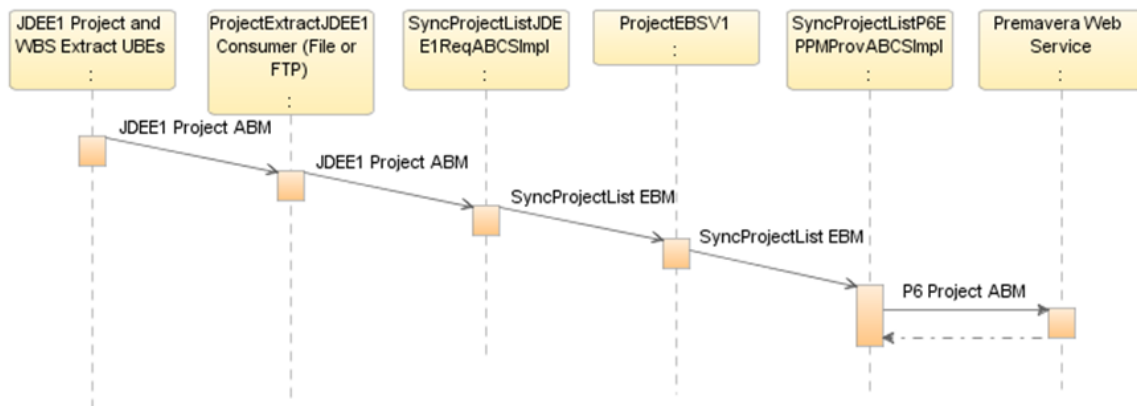 JDEE1 Project and
WBS Extract UBEs
:
ProjectExtractJDEE1
Consumer (File or
FTP)
:
SyncProjectListJDE
E1ReqABCSImpl
:
ProjectEBSV1
:
SyncProjectListP6E
PPMProvABCSImpl
:
Premavera Web
Service
:
JDEE1 Project ABM
JDEE1 Project ABM
SyncProjectList EBM
SyncProjectList EBM
P6 Project ABM